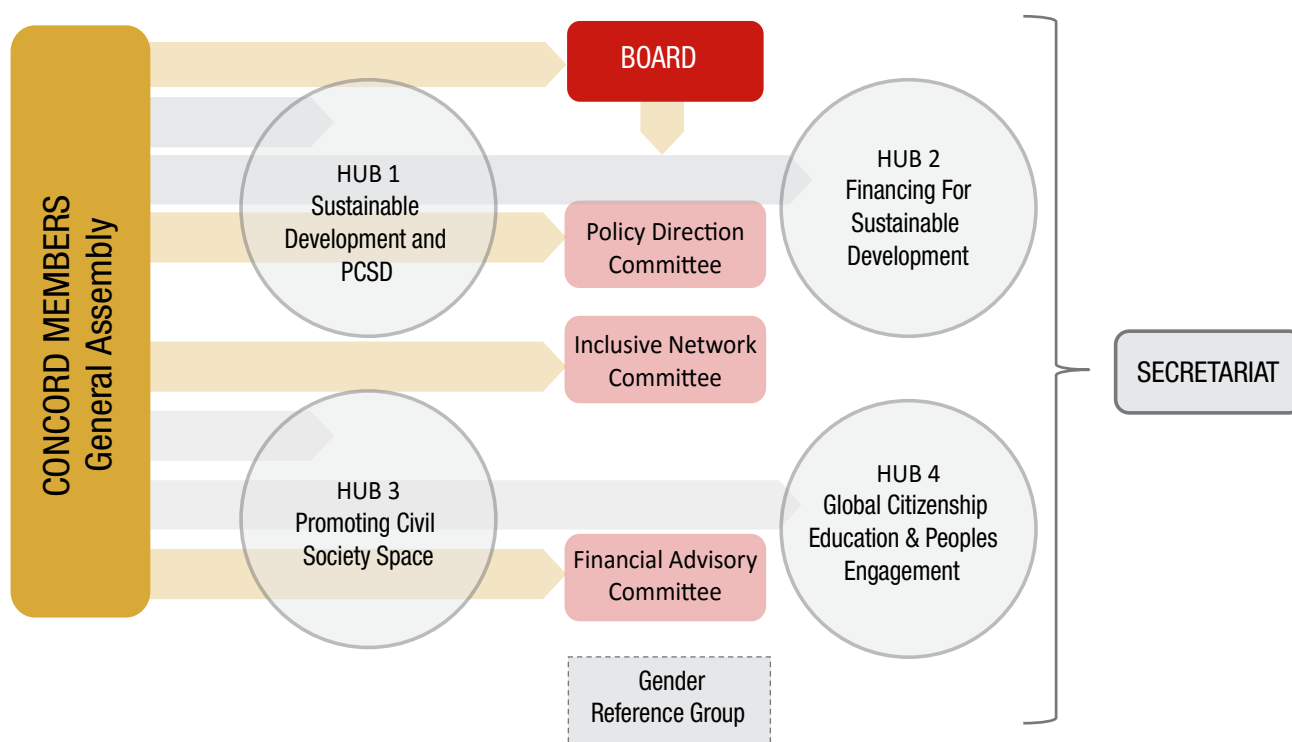 CONCORD MEMBERS
General Assembly
BOARD
HUB 1
Sustainable
Development and
PCSD
HUB 2
Financing For
Sustainable
Development
Policy Direction
Committee
Inclusive Network
Committee
SECRETARIAT
HUB 3
Promoting Civil
Society Space
HUB 4
Global Citizenship
Education & Peoples
Engagement
Financial Advisory
Committee
Gender
Reference Group